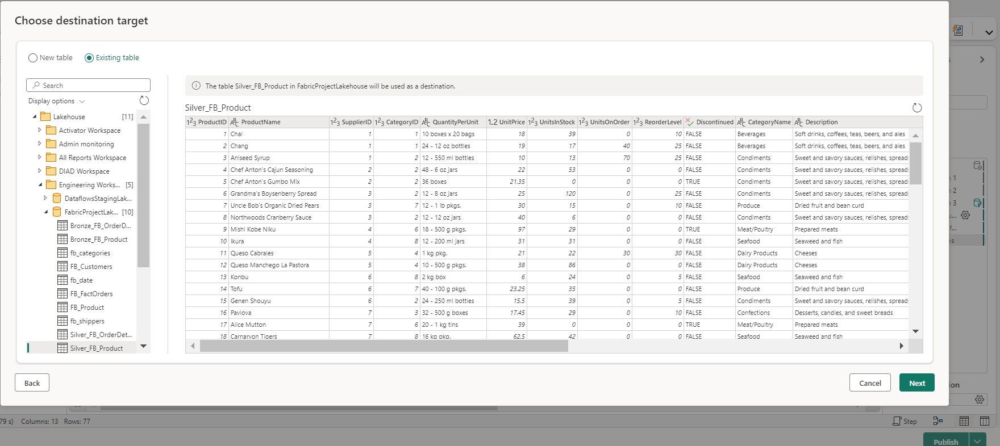 Choose destination target
New table
Existing table
Search
Display options
Lakehouse [11]
Activator Workspace
Admin monitoring
All Reports Workspace
DIAD Workspace
Engineering Works... [5]
DataflowsStagingLak...
FabricProjectLak... [10]
Bronze_FB_OrderD...
Bronze_FB_Product
fb_categories
FB_Customers
fb_date
FB_FactOrders
FB_Product
fb_shippers
Silver_FB_OrderDet...
Silver_FB_Product
The table Silver_FB_Product in FabricProjectLakehouse will be used as a destination.
Silver_FB_Product
123 ProductID ABC ProductName 123 SupplierID 123 CategoryID ABC QuantityPerUnit 1.2 UnitPrice 123 UnitsInStock 123 UnitsOnOrder 123 ReorderLevel Discontinued ABC CategoryName ABC Description
1 Chai 1 1 10 boxes x 20 bags 18 39 0 10 FALSE Beverages Soft drinks, coffees, teas, beers, and ales
2 Chang 1 1 24 - 12 oz bottles 19 17 40 25 FALSE Beverages Soft drinks, coffees, teas, beers, and ales
3 Aniseed Syrup 1 2 12 - 550 ml bottles 10 13 70 25 FALSE Condiments Sweet and savory sauces, relishes, spreads
4 Chef Anton's Cajun Seasoning 2 2 48 - 6 oz jars 22 53 0 0 FALSE Condiments Sweet and savory sauces, relishes, spreads
5 Chef Anton's Gumbo Mix 2 2 36 boxes 21.35 0 0 0 TRUE Condiments Sweet and savory sauces, relishes, spreads
6 Grandma's Boysenberry Spread 3 2 12 - 8 oz jars 25 120 0 25 FALSE Condiments Sweet and savory sauces, relishes, spreads
7 Uncle Bob's Organic Dried Pears 3 7 12 - 1 lb pkgs. 30 15 0 10 FALSE Produce Dried fruit and bean curd
8 Northwoods Cranberry Sauce 3 2 12 - 12 oz jars 40 6 0 0 FALSE Condiments Sweet and savory sauces, relishes, spreads
9 Mishi Kobe Niku 4 6 18 - 500 g pkgs. 97 29 0 0 TRUE Meat/Poultry Prepared meats
10 Ikura 4 8 12 - 200 ml jars 31 31 0 0 FALSE Seafood Seaweed and fish
11 Queso Cabrales 5 4 1 kg pkg. 21 22 30 30 FALSE Dairy Products Cheeses
12 Queso Manchego La Pastora 5 4 10 - 500 g pkgs. 38 86 0 0 FALSE Dairy Products Cheeses
13 Konbu 6 8 2 kg box 6 24 0 5 FALSE Seafood Seaweed and fish
14 Tofu 6 7 40 - 100 g pkgs. 23.25 35 0 0 FALSE Produce Dried fruit and bean curd
15 Genen Shouyu 6 2 24 - 250 ml bottles 15.5 39 0 5 FALSE Condiments Sweet and savory sauces, relishes, spreads
16 Pavlova 7 3 32 - 500 g boxes 17.45 29 0 10 FALSE Confections Desserts, candies, and sweet breads
17 Alice Mutton 7 6 20 - 1 kg tins 39 0 0 0 TRUE Meat/Poultry Prepared meats
18 Carnarvon Tigers 7 8 16 kg pkg. 62.5 42 0 0 FALSE Seafood Seaweed and fish
Back
Cancel
Next
79 s) Columns: 13 Rows: 77
Step
Publish